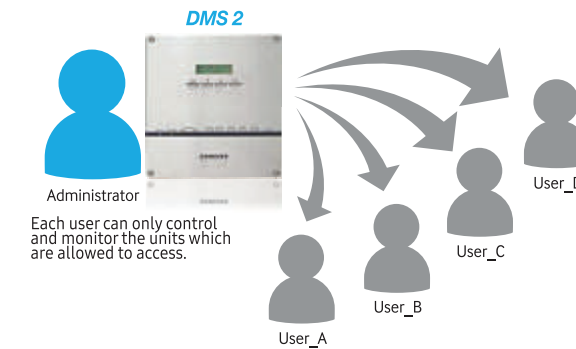 DMS 2
SAMSUNG
Administrator
Each user can only control
and monitor the units which
are allowed to access.
User_D
User_C
User_B
User_A